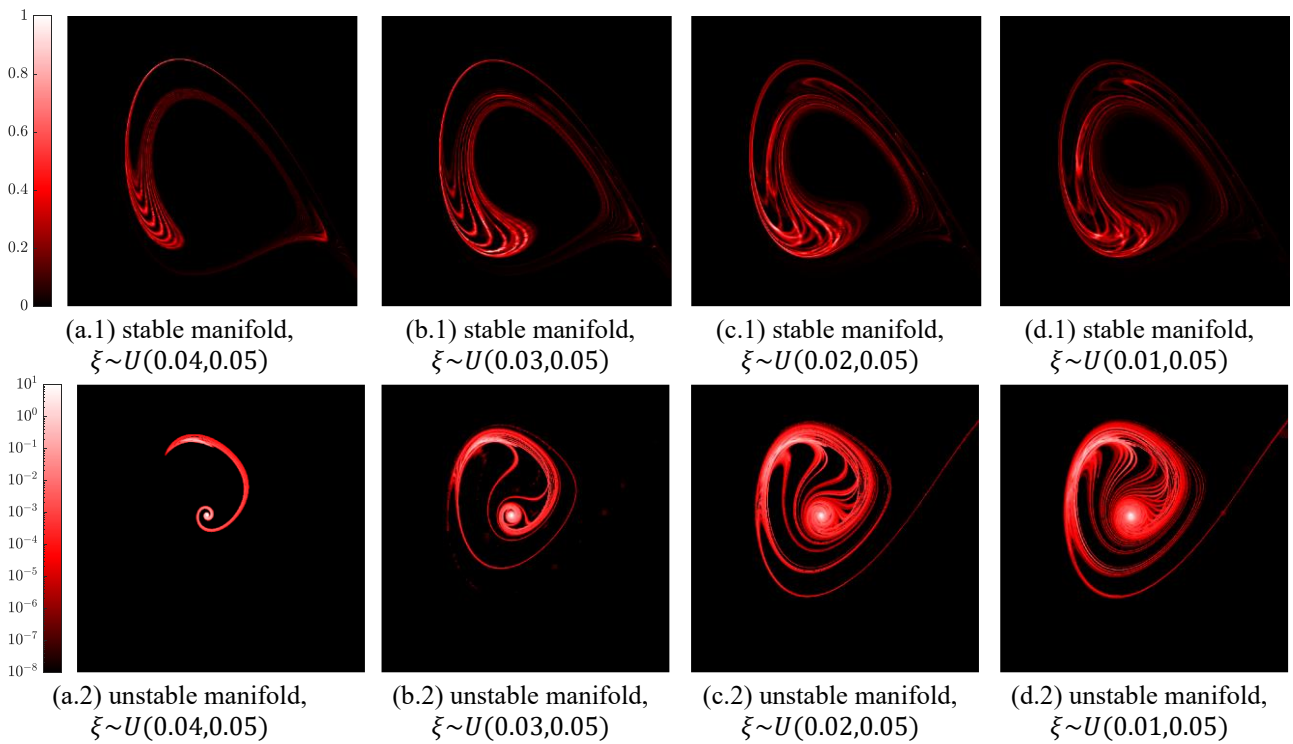 1
0.8
0.6
0.4
0.2
0
(a.1) stable manifold,
ξ~U(0.04,0.05)
(b.1) stable manifold,
ξ~U(0.03,0.05)
(c.1) stable manifold,
ξ~U(0.02,0.05)
(d.1) stable manifold,
ξ~U(0.01,0.05)
10¹
10⁰
10⁻¹
10⁻²
10⁻³
10⁻⁴
10⁻⁵
10⁻⁶
10⁻⁷
10⁻⁸
(a.2) unstable manifold,
ξ~U(0.04,0.05)
(b.2) unstable manifold,
ξ~U(0.03,0.05)
(c.2) unstable manifold,
ξ~U(0.02,0.05)
(d.2) unstable manifold,
ξ~U(0.01,0.05)